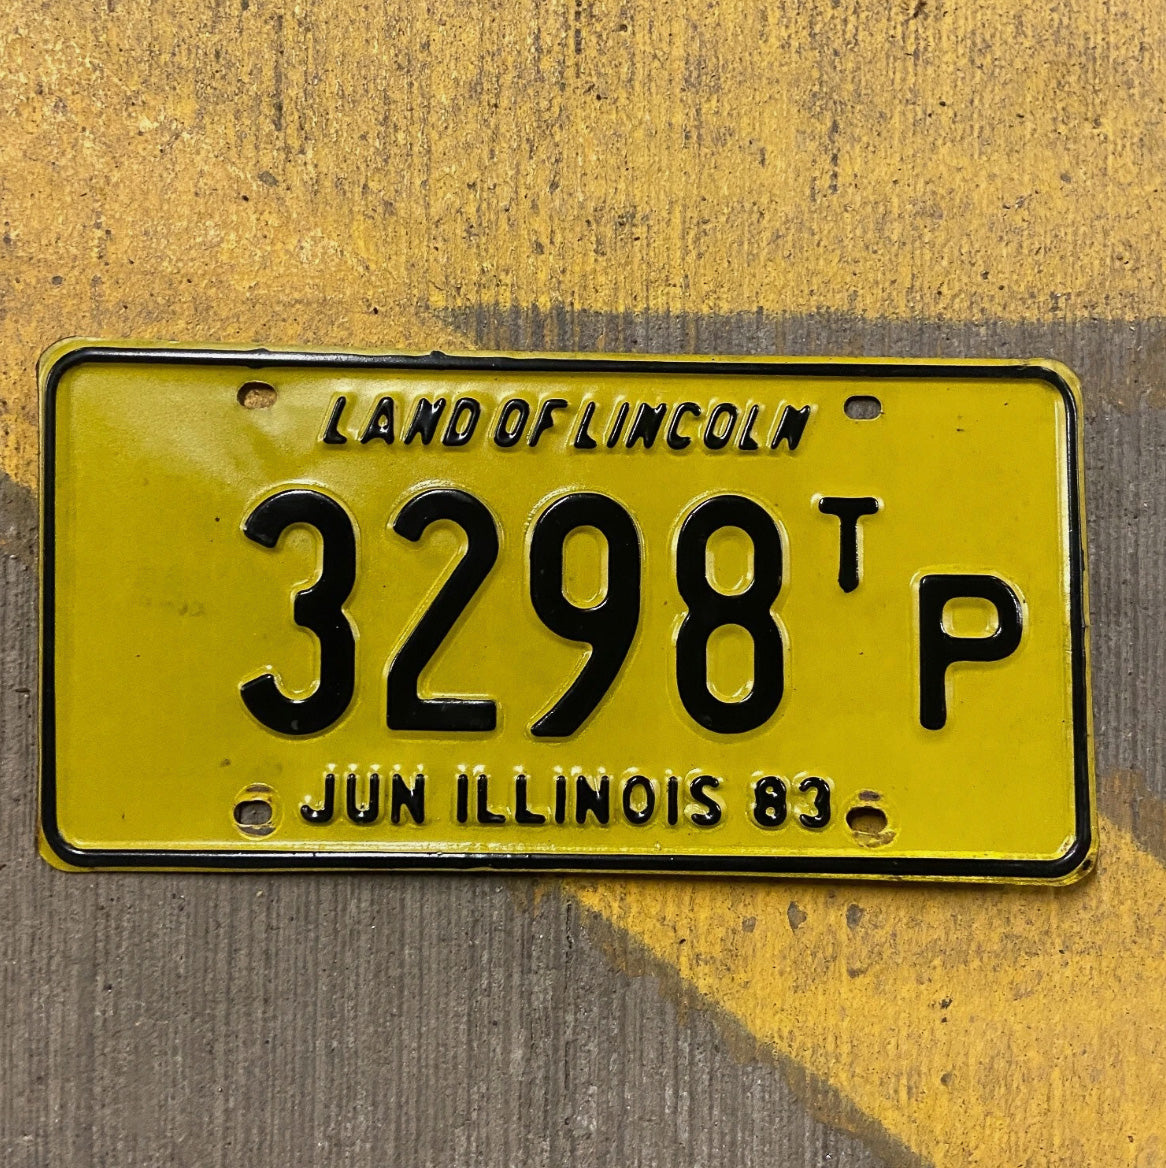 LAND OF LINCOLN
3298 T P
JUN ILLINOIS 83